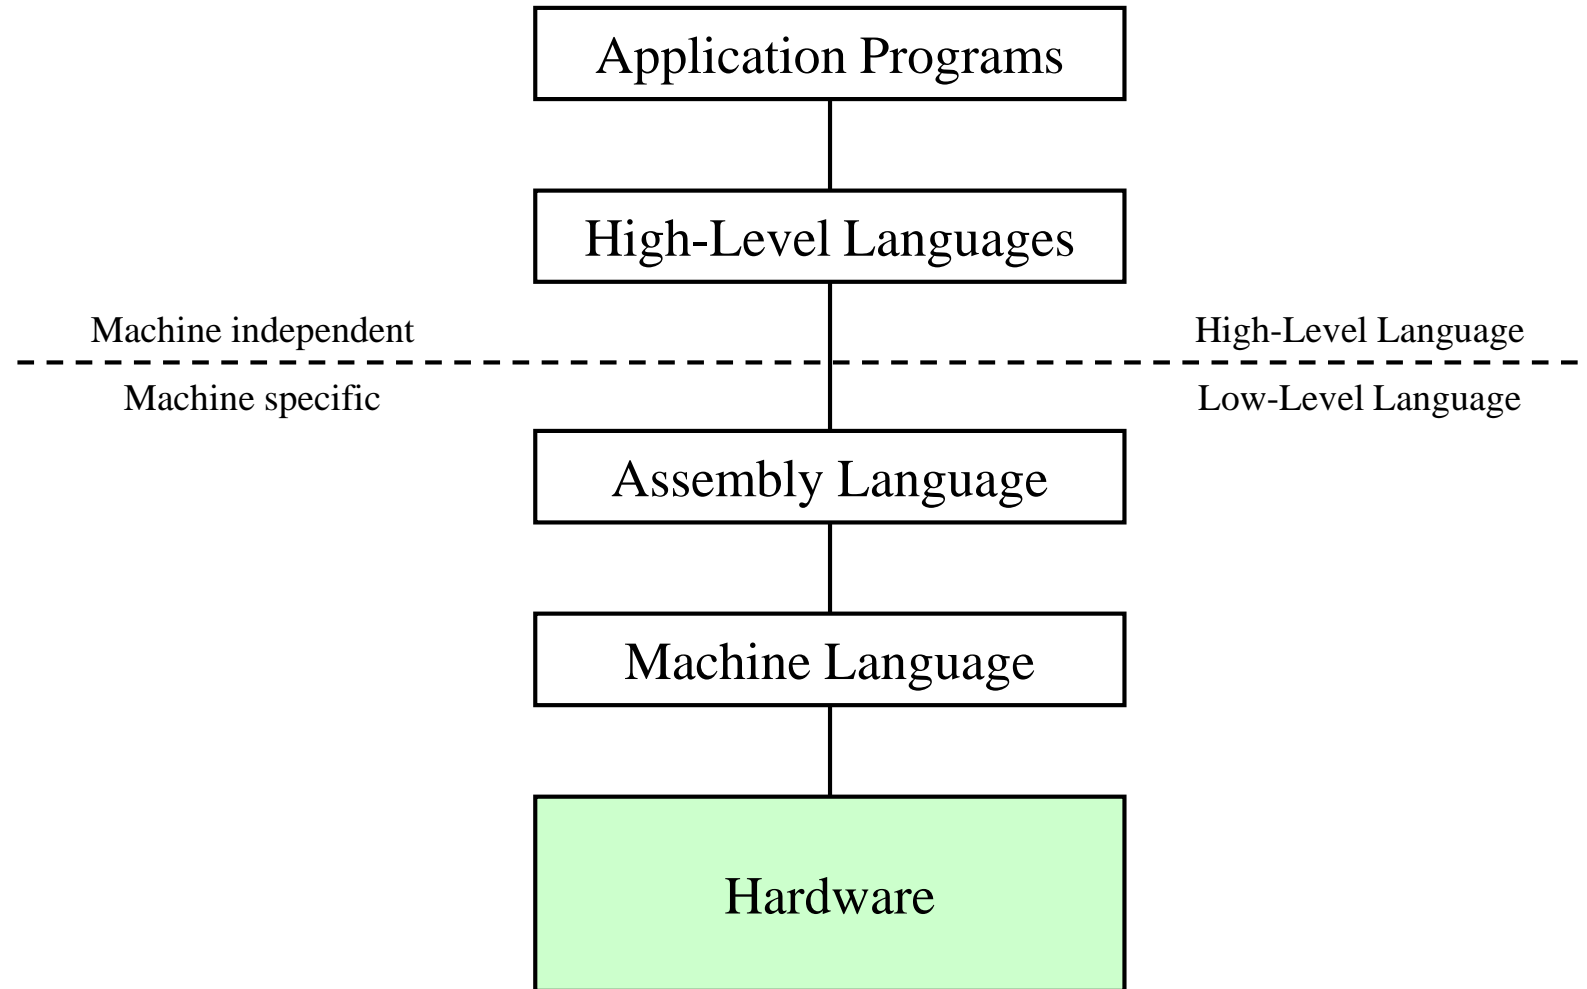 Application Programs
High-Level Languages
Machine independent
High-Level Language
Machine specific
Low-Level Language
Assembly Language
Machine Language
Hardware